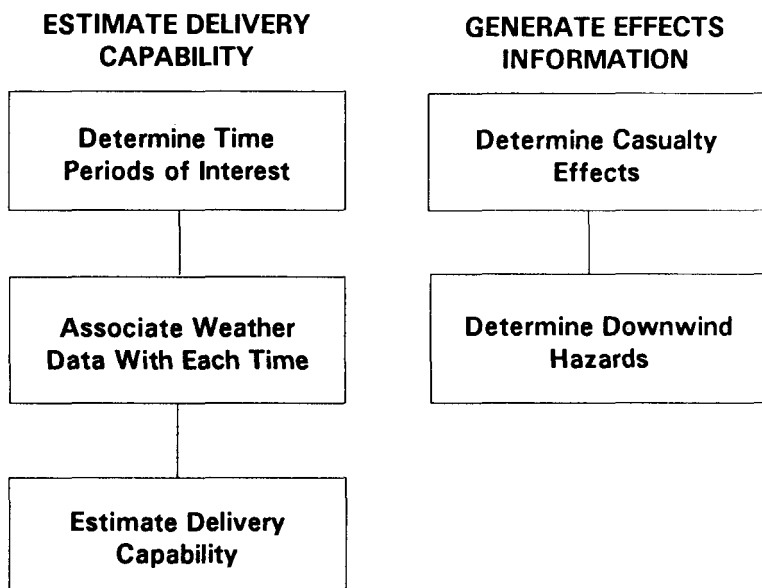 ESTIMATE DELIVERY
CAPABILITY
Determine Time
Periods of Interest
Associate Weather
Data With Each Time
Estimate Delivery
Capability
GENERATE EFFECTS
INFORMATION
Determine Casualty
Effects
Determine Downwind
Hazards